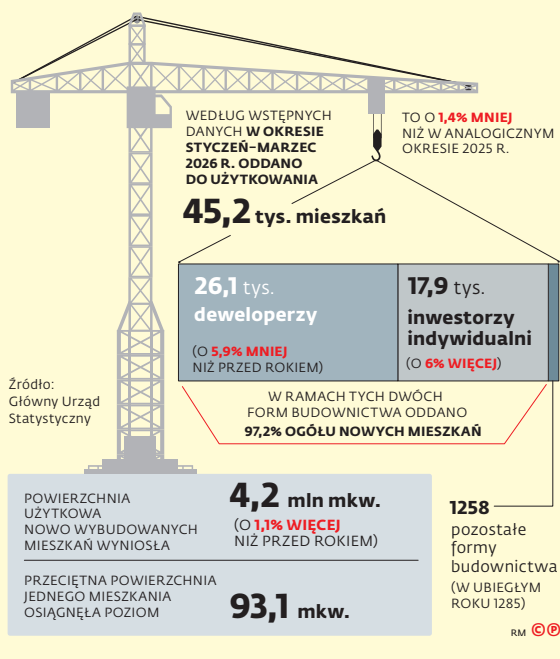 WEDŁUG WSTĘPNYCH
DANYCH W OKRESIE
STYCZEŃ–MARZEC
2026 R. ODDANO
DO UŻYTKOWANIA
45,2 tys. mieszkań
TO O 1,4% MNIEJ
NIŻ W ANALOGICZNYM
OKRESIE 2025 R.
26,1 tys.
deweloperzy
(O 5,9% MNIEJ
NIŻ PRZED ROKIEM)
17,9 tys.
inwestorzy
indywidualni
(O 6% WIĘCEJ)
W RAMACH TYCH DWÓCH
FORM BUDOWNICTWA ODDANO
97,2% OGÓŁU NOWYCH MIESZKAŃ
Źródło:
Główny Urząd
Statystyczny
POWIERZCHNIA
UŻYTKOWA
NOWO WYBUDOWANYCH
MIESZKAŃ WYNIOSŁA
4,2 mln mkw.
(O 1,1% WIĘCEJ
NIŻ PRZED ROKIEM)
PRZECIĘTNA POWIERZCHNIA
JEDNEGO MIESZKANIA
OSIĄGNĘŁA POZIOM
93,1 mkw.
1258
pozostałe
formy
budownictwa
(W UBIEGŁYM
ROKU 1285)
RM ©℗